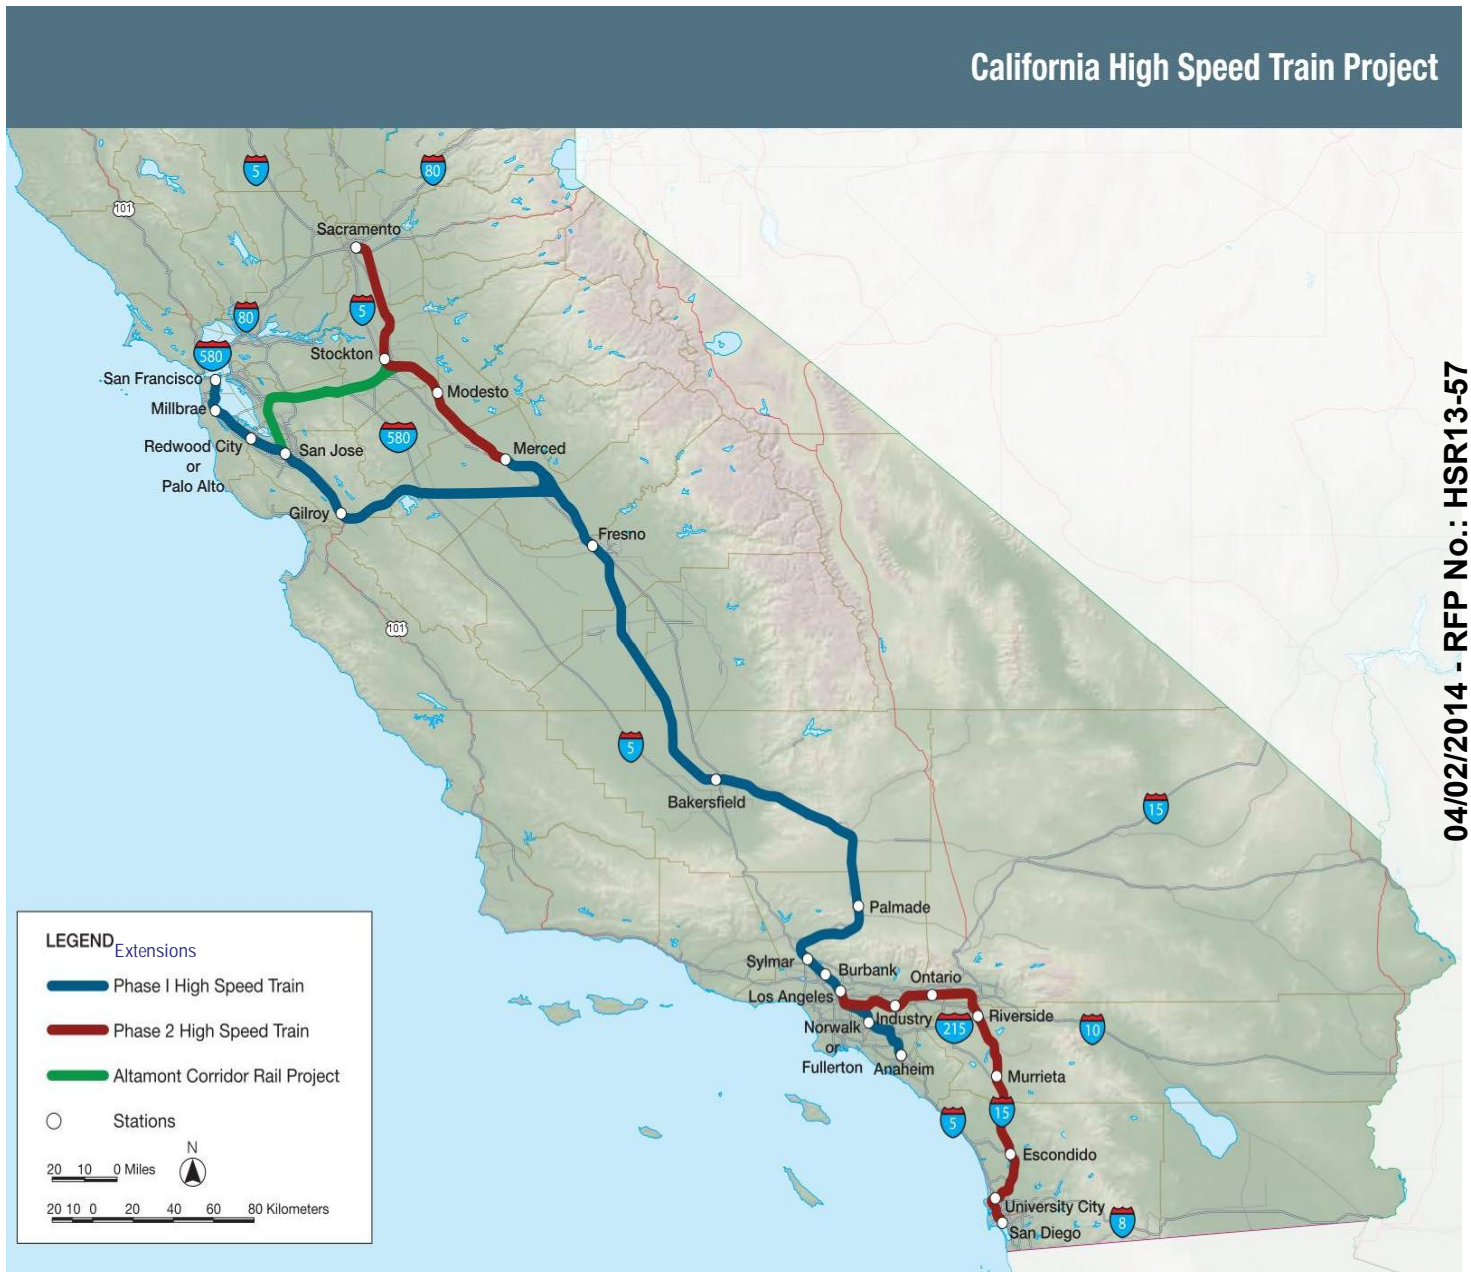 California High Speed Train Project
5
80
101
Sacramento
80
5
580
Stockton
San Francisco
Millbrae
Modesto
580
Redwood City
or
Palo Alto
San Jose
Merced
Gilroy
Fresno
101
5
Bakersfield
15
04/02/2014 - RFP No.: HSR13-57
Palmade
Sylmar
Burbank
Ontario
Los Angeles
Industry
215
Riverside
10
Norwalk
or
Fullerton
Anaheim
Murrieta
5
15
Escondido
University City
San Diego
8
LEGEND
Extensions
Phase I High Speed Train
Phase 2 High Speed Train
Altamont Corridor Rail Project
Stations
N
20 10 0 Miles
20 10 0 20 40 60 80 Kilometers